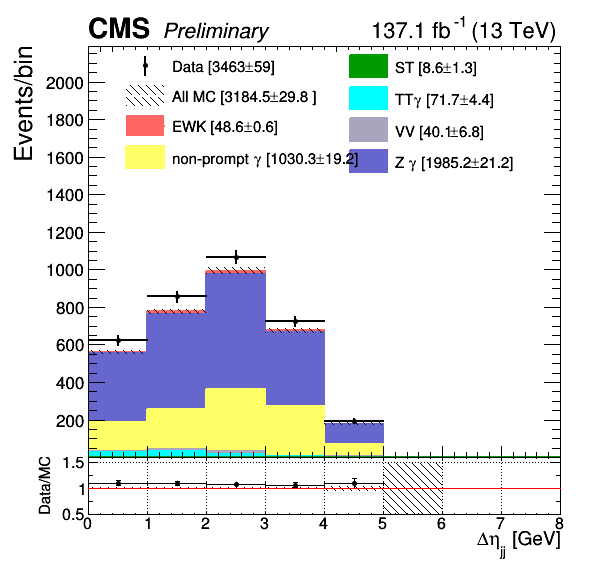 CMS Preliminary 137.1 fb⁻¹ (13 TeV)
Events/bin
2000
1800
1600
1400
1200
1000
800
600
400
200
Data [3463±59]
All MC [3184.5±29.8 ]
EWK [48.6±0.6]
non-prompt γ [1030.3±19.2]
ST [8.6±1.3]
TTγ [71.7±4.4]
VV [40.1±6.8]
Z γ [1985.2±21.2]
Data/MC
1.5
1
0.5
0 1 2 3 4 5 6 7 8
Δηjj [GeV]